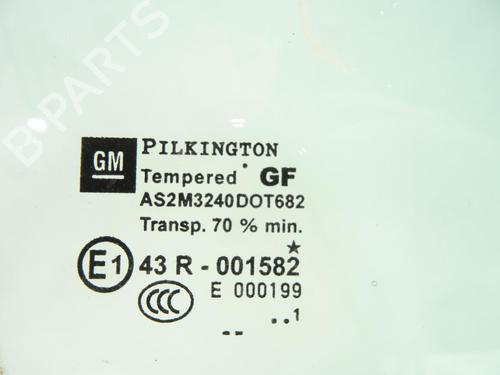 B-PARTS
GM
PILKINGTON
Tempered GF
AS2M3240DOT682
Transp. 70 % min.
E1 43 R - 001582
CCC E 000199
..1
--